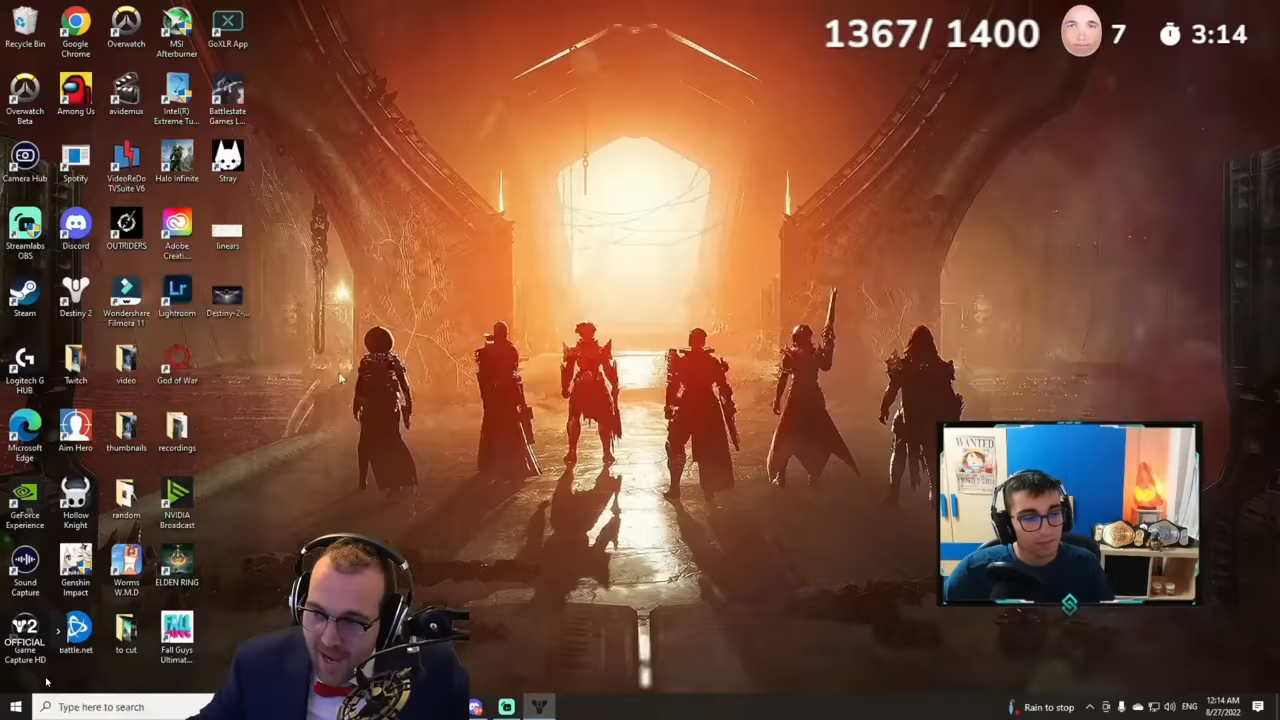 1367/ 1400
7
3:14
Recycle Bin
Google
Chrome
Overwatch
MSI
Afterburner
GoXLR App
Overwatch
Beta
Among Us
avidemux
Intel(R)
Extreme Tu...
Battlestate
Games L...
Camera Hub
Spotify
VideoReDo
TVSuite V6
Halo Infinite
Stray
Streamlabs
OBS
Discord
OUTRIDERS
Adobe
Creati...
linears
Steam
Destiny 2
Wondershare
Filmora 11
Lr
Lightroom
Destiny-2-...
Logitech G
HUB
Twitch
video
God of War
Microsoft
Edge
Aim Hero
thumbnails
recordings
GeForce
Experience
Hollow
Knight
random
NVIDIA
Broadcast
Sound
Capture
Genshin
Impact
Worms
W.M.D
ELDEN RING
2
OFFICIAL
Game
Capture HD
Battle.net
to cut
FALL
GUYS
Fall Guys
Ultimat...
WANTED
Type here to search
Rain to stop
ENG
12:14 AM
8/27/2022